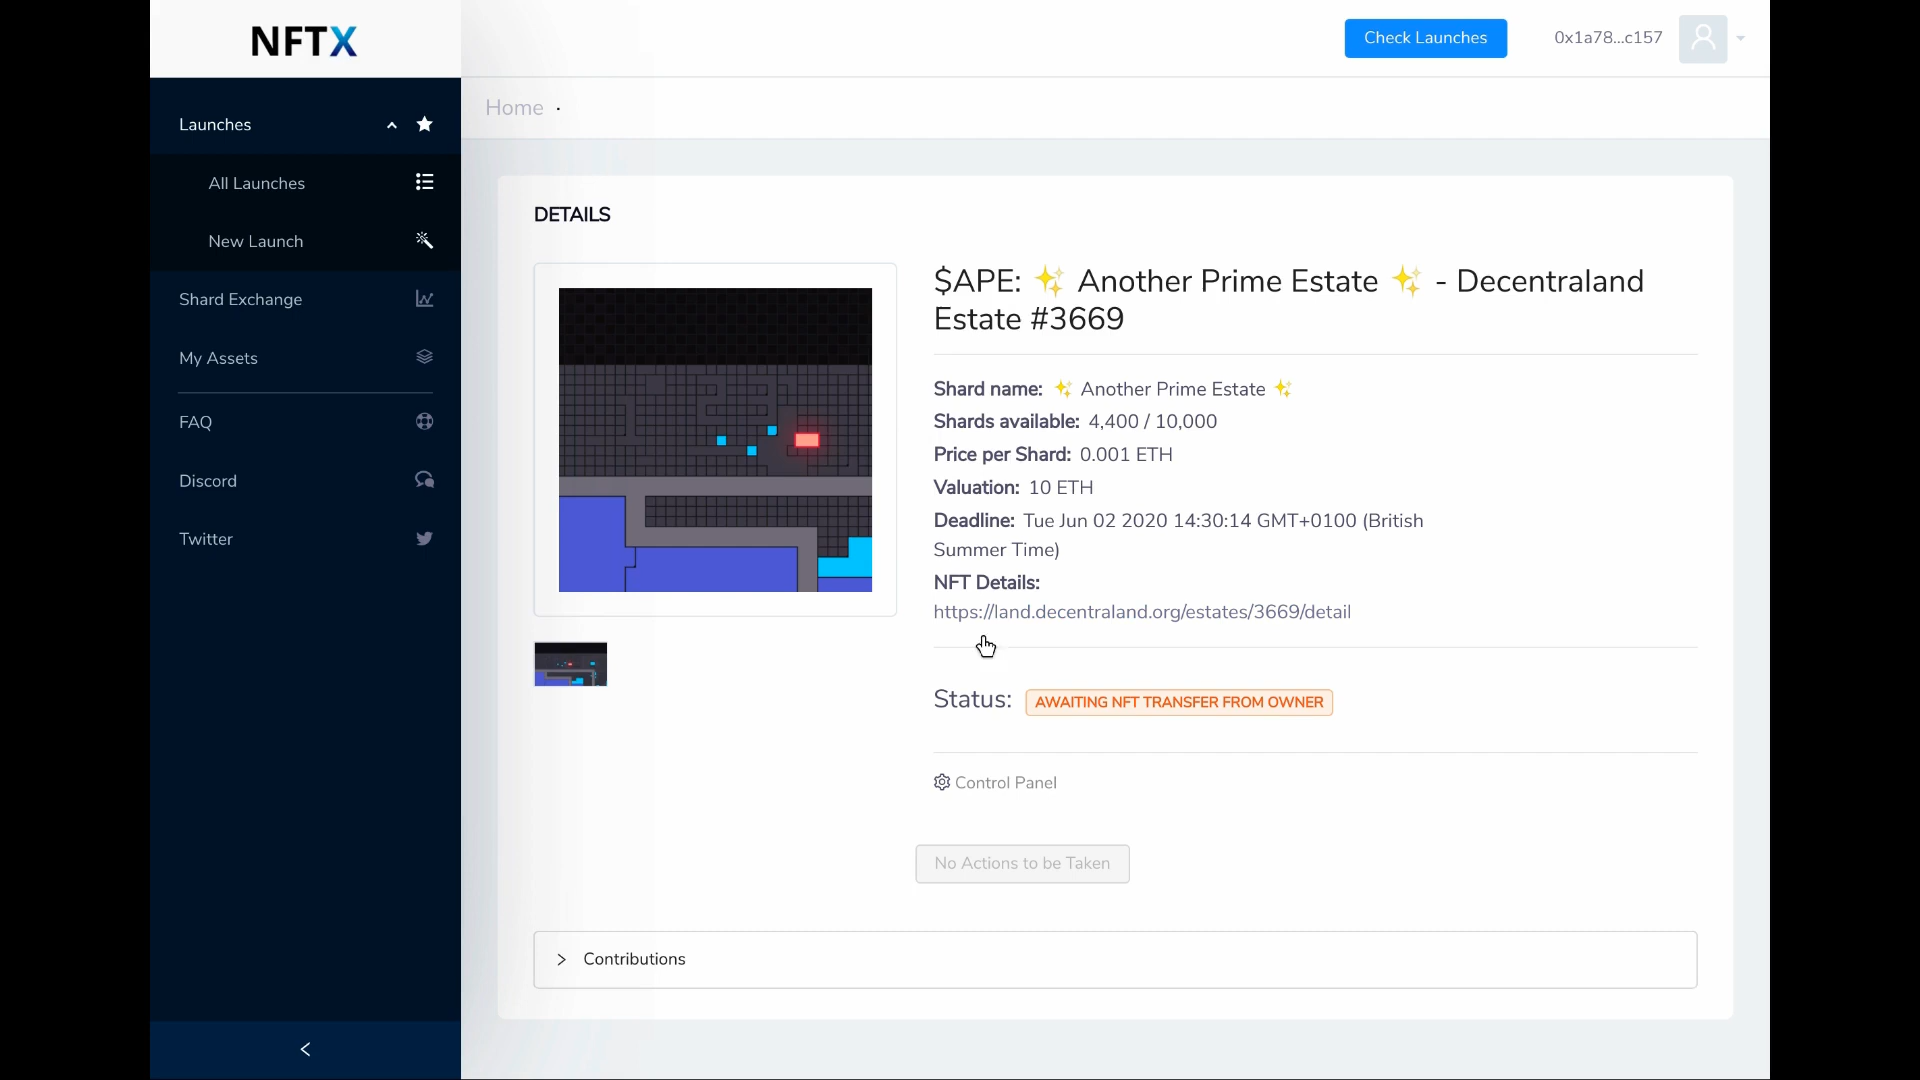 NFTX
Check Launches
0x1a78...c157
Launches
All Launches
New Launch
Shard Exchange
My Assets
FAQ
Discord
Twitter
Home ·
DETAILS
$APE: ✨ Another Prime Estate ✨ - Decentraland
Estate #3669
Shard name: ✨ Another Prime Estate ✨
Shards available: 4,400 / 10,000
Price per Shard: 0.001 ETH
Valuation: 10 ETH
Deadline: Tue Jun 02 2020 14:30:14 GMT+0100 (British
Summer Time)
NFT Details:
https://land.decentraland.org/estates/3669/detail
Status: AWAITING NFT TRANSFER FROM OWNER
Control Panel
No Actions to be Taken
Contributions